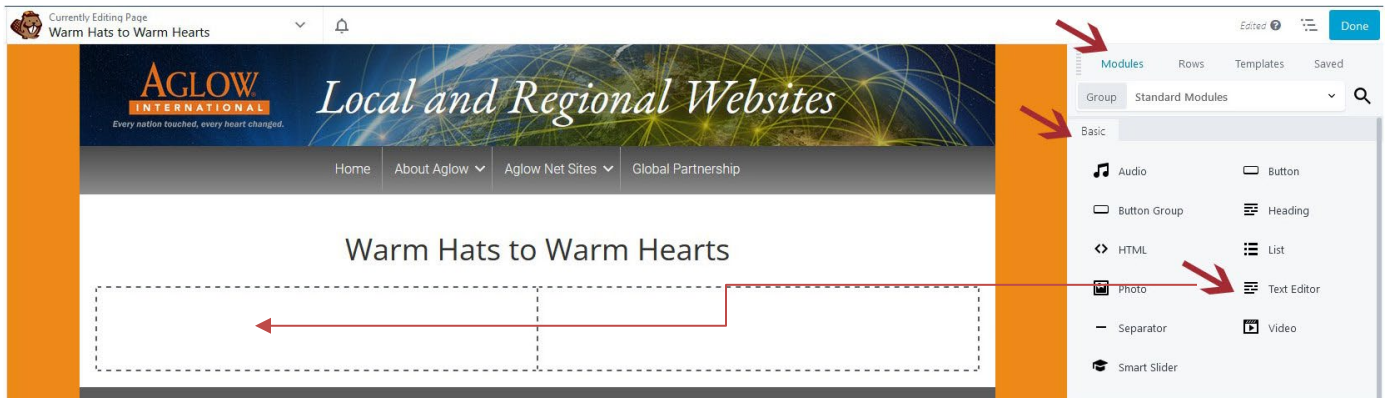 Currently Editing Page
Warm Hats to Warm Hearts
Edited
Done
AGLOW
INTERNATIONAL
Every nation touched, every heart changed.
Local and Regional Websites
Home About Aglow Aglow Net Sites Global Partnership
Warm Hats to Warm Hearts
Modules Rows Templates Saved
Group Standard Modules
Basic
Audio Button
Button Group Heading
HTML List
Photo Text Editor
Separator Video
Smart Slider